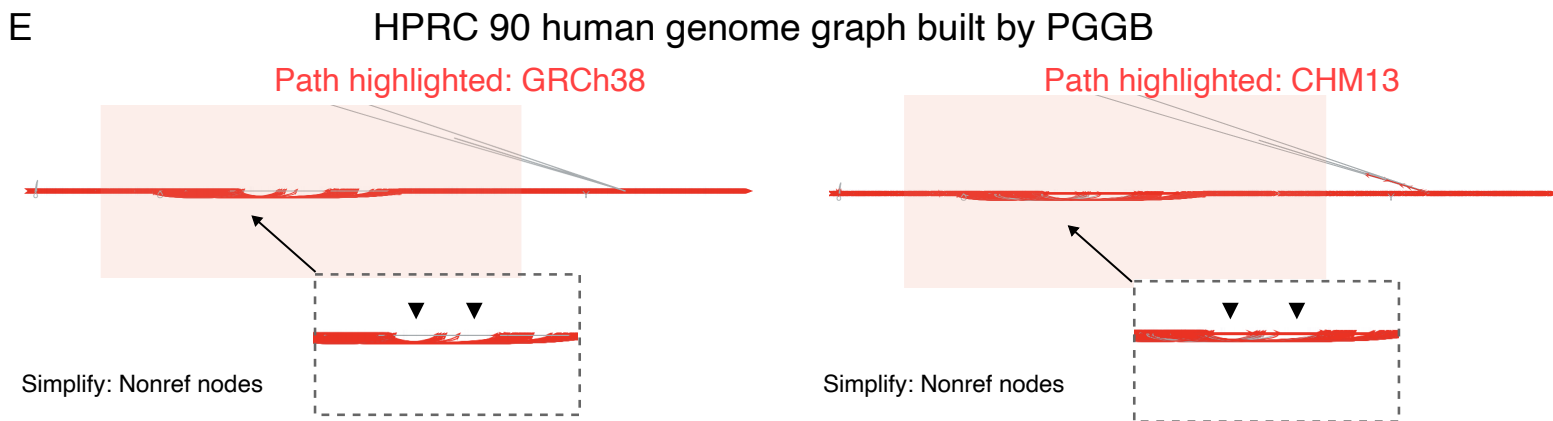 E
HPRC 90 human genome graph built by PGGB
Path highlighted: GRCh38
Path highlighted: CHM13
Simplify: Nonref nodes
Simplify: Nonref nodes